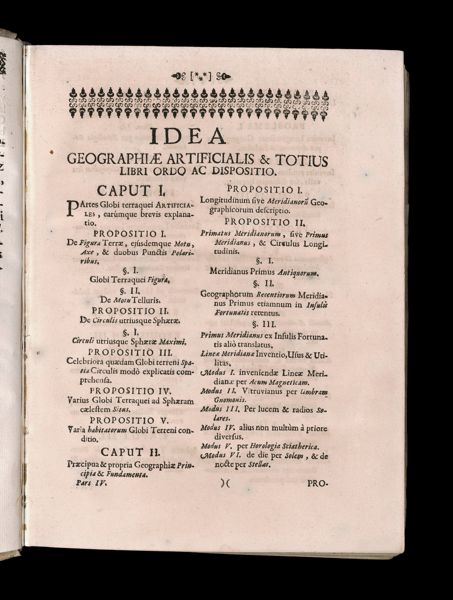 IDEA
GEOGRAPHIÆ ARTIFICIALIS & TOTIUS
LIBRI ORDO AC DISPOSITIO.
CAPUT I.
PArtes Globi terraquei ARTIFICIA-
LES, earúmque brevis explana-
tio.
PROPOSITIO I.
De Figura Terræ, ejusdemque Motu,
Axe, & duobus Punctis Polari-
ribus.
§. I.
Globi Terraquei Figura.
§. II.
De Motu Telluris.
PROPOSITIO II.
De Circulis utriusque Sphæræ.
§. I.
Circuli utriusque Sphæræ Maximi.
PROPOSITIO III.
Celebriora quædam Globi terreni Spa-
tia Circulis modò explicatis com-
prehensa.
PROPOSITIO IV.
Varius Globi Terraquei ad Sphæram
cælestem Situs.
PROPOSITIO V.
Varia habitatorum Globi Terreni con-
ditio.
CAPUT II.
Præcipua & propria Geographiæ Prin-
cipia & Fundamenta.
Pars IV.
PROPOSITIO I.
Longitudinum sivè Meridianorũ Geo-
graphicorum descriptio.
PROPOSITIO II.
Primatus Meridianorum, sivè Primus
Meridianus, & Circulus Longi-
tudinis.
§. I.
Meridianus Primus Antiquorum.
§. II.
Geographorum Recentiorum Meridia-
nus Primus etiamnum in Insulis
Fortunatis retentus.
§. III.
Primus Meridianus ex Insulis Fortuna-
tis aliò translatus,
Lineæ Meridianæ Inventio, Usus & Uti-
litas,
Modus I. inveniendæ Lineæ Meri-
dianæ per Acum Magneticam.
Modus II. Vitruvianus per Umbram
Gnomonis.
Modus III. Per lucem & radios So-
lares.
Modus IV. alius non multùm à priore
diversus.
Modus V. per Horologia Sciatherica.
Modus VI. de die per Solem, & de
nocte per Stellas.
)( PRO-